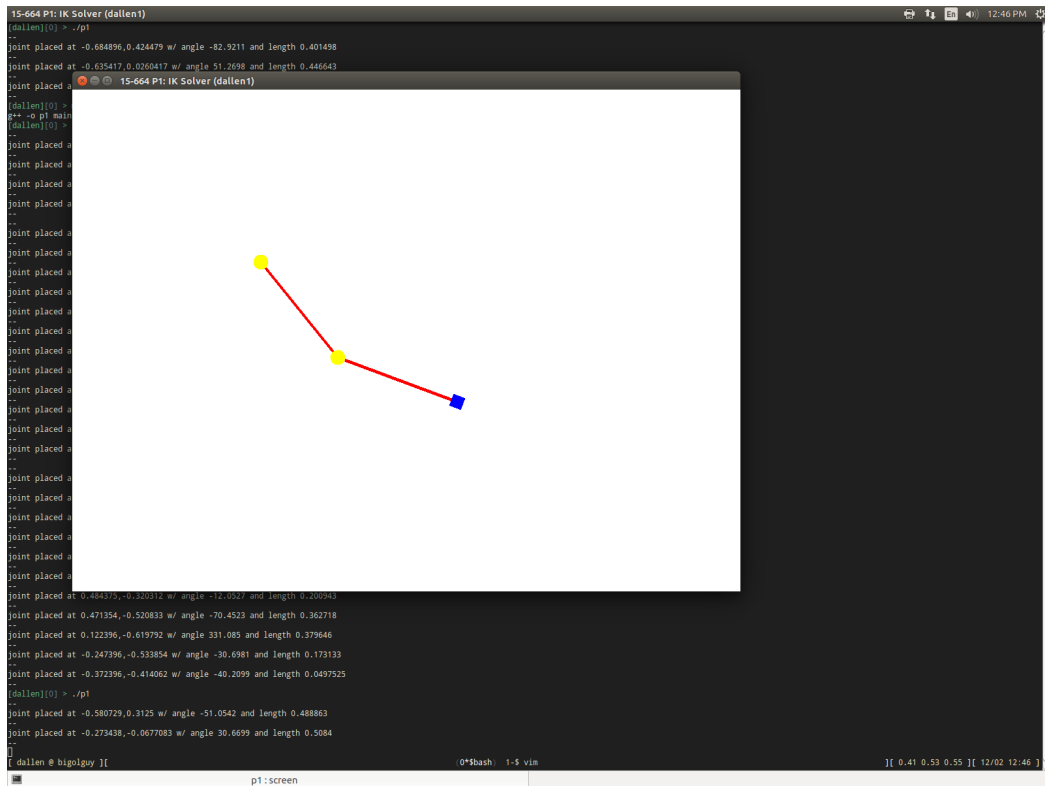 15-664 P1: IK Solver (dallen1)
En
12:46 PM
[dallen][0] > ./p1
--
joint placed at -0.684896,0.424479 w/ angle -82.9211 and length 0.401498
--
joint placed at -0.635417,0.0260417 w/ angle 51.2698 and length 0.446643
--
15-664 P1: IK Solver (dallen1)
joint placed a
--
[dallen][0] >
g++ -o p1 main
[dallen][0] >
--
joint placed a
--
joint placed a
--
joint placed a
--
joint placed a
--
--
joint placed a
--
joint placed a
--
joint placed a
--
joint placed a
--
joint placed a
--
joint placed a
--
joint placed a
--
joint placed a
--
joint placed a
--
joint placed a
--
joint placed a
--
joint placed a
--
--
joint placed a
--
joint placed a
--
joint placed a
--
joint placed a
--
joint placed a
--
joint placed a
--
joint placed at 0.484375,-0.320312 w/ angle -12.0527 and length 0.200943
--
joint placed at 0.471354,-0.520833 w/ angle -70.4523 and length 0.362718
--
joint placed at 0.122396,-0.619792 w/ angle 331.085 and length 0.379646
--
joint placed at -0.247396,-0.533854 w/ angle -30.6981 and length 0.173133
--
joint placed at -0.372396,-0.414062 w/ angle -40.2099 and length 0.0497525
--
[dallen][0] > ./p1
--
joint placed at -0.580729,0.3125 w/ angle -51.0542 and length 0.488863
--
joint placed at -0.273438,-0.0677083 w/ angle 30.6699 and length 0.5084
--
[ dallen @ bigolguy ][ (0*$bash) 1-$ vim ][ 0.41 0.53 0.55 ][ 12/02 12:46 ]
p1 : screen